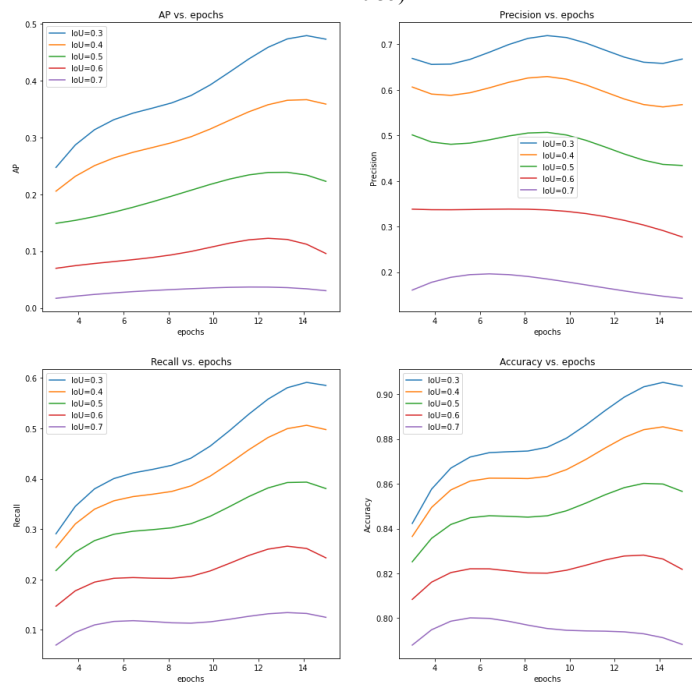 AP vs. epochs
0.5
0.4
0.3
0.2
0.1
0.0
AP
IoU=0.3
IoU=0.4
IoU=0.5
IoU=0.6
IoU=0.7
4 6 8 10 12 14
epochs
Precision vs. epochs
0.7
0.6
0.5
0.4
0.3
0.2
Precision
IoU=0.3
IoU=0.4
IoU=0.5
IoU=0.6
IoU=0.7
4 6 8 10 12 14
epochs
Recall vs. epochs
0.6
0.5
0.4
0.3
0.2
0.1
Recall
IoU=0.3
IoU=0.4
IoU=0.5
IoU=0.6
IoU=0.7
4 6 8 10 12 14
epochs
Accuracy vs. epochs
0.90
0.88
0.86
0.84
0.82
0.80
Accuracy
IoU=0.3
IoU=0.4
IoU=0.5
IoU=0.6
IoU=0.7
4 6 8 10 12 14
epochs